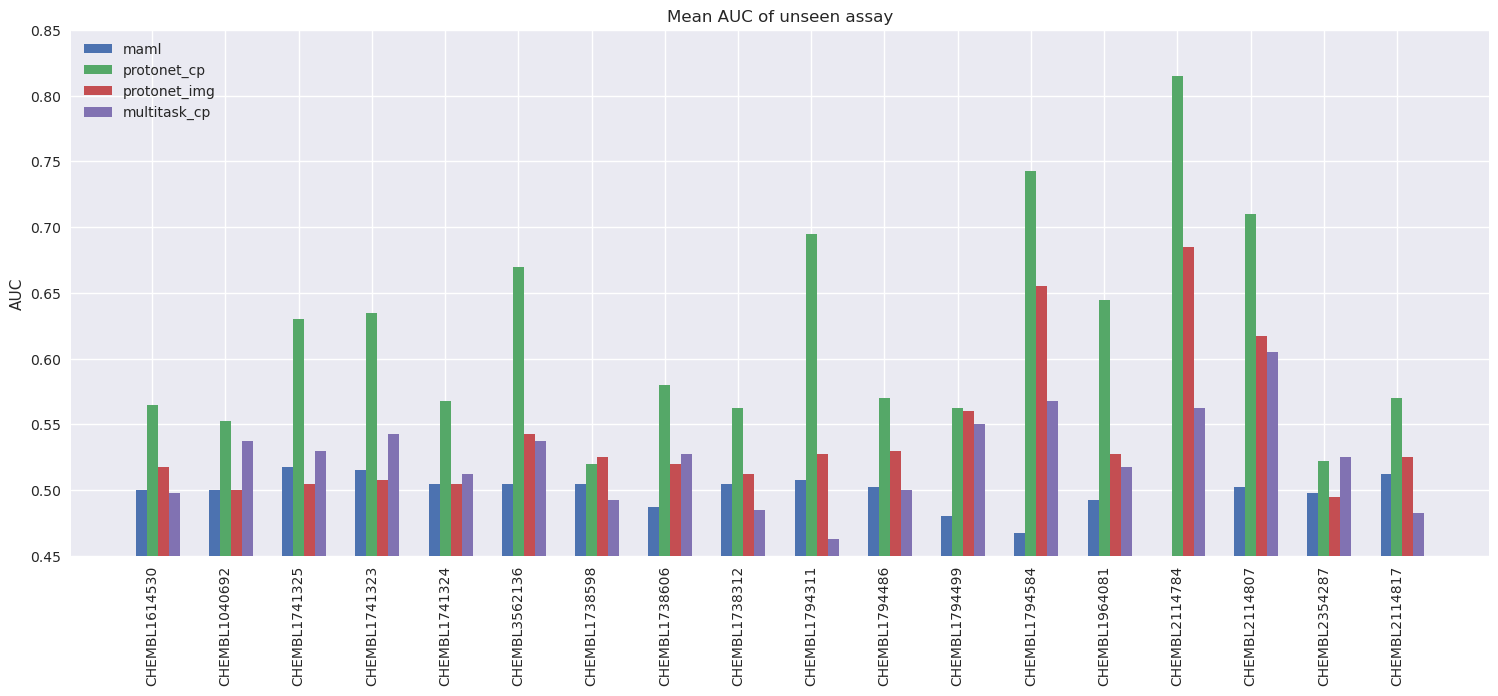 Mean AUC of unseen assay
maml
protonet_cp
protonet_img
multitask_cp
AUC
0.85
0.80
0.75
0.70
0.65
0.60
0.55
0.50
0.45
CHEMBL1614530
CHEMBL1040692
CHEMBL1741325
CHEMBL1741323
CHEMBL1741324
CHEMBL3562136
CHEMBL1738598
CHEMBL1738606
CHEMBL1738312
CHEMBL1794311
CHEMBL1794486
CHEMBL1794499
CHEMBL1794584
CHEMBL1964081
CHEMBL2114784
CHEMBL2114807
CHEMBL2354287
CHEMBL2114817